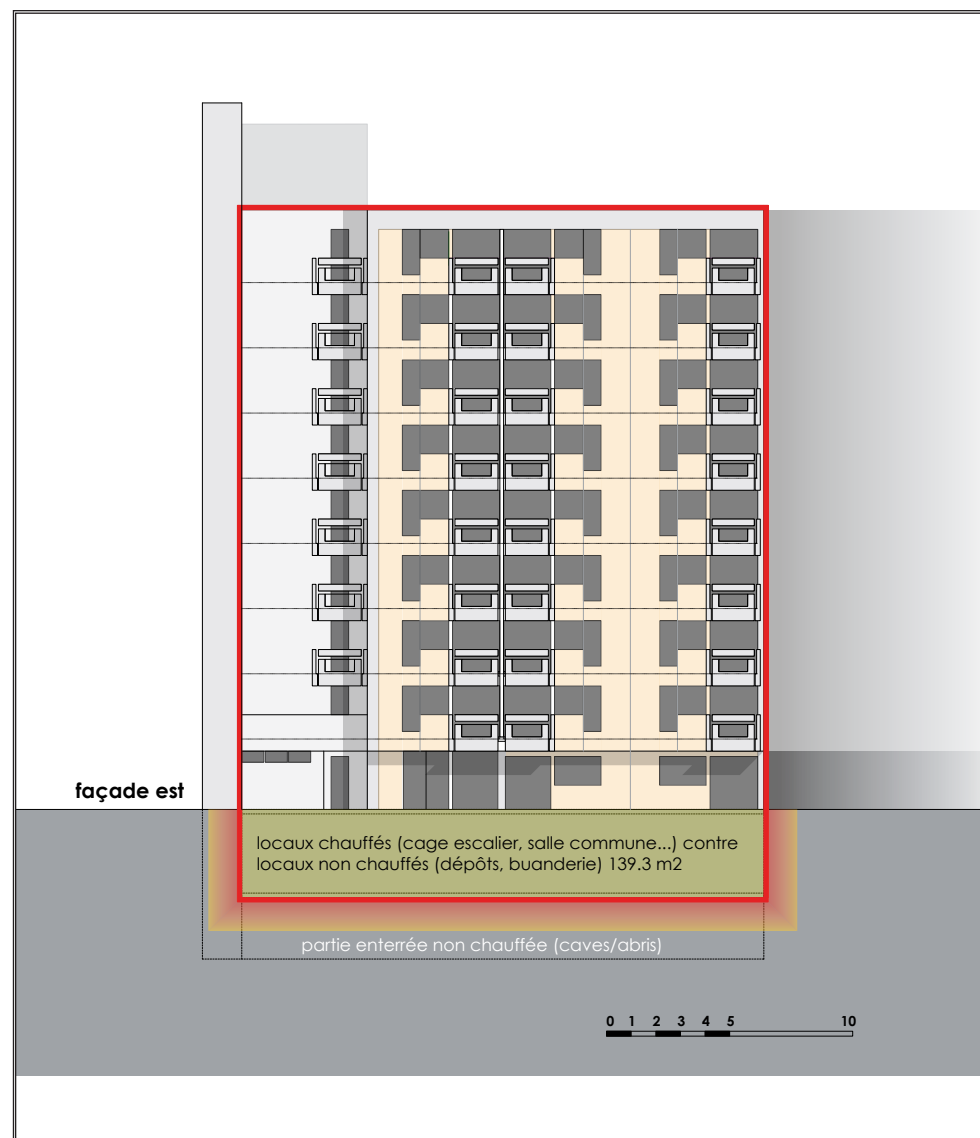 façade est
locaux chauffés (cage escalier, salle commune...) contre
locaux non chauffés (dépôts, buanderie) 139.3 m2
partie enterrée non chauffée (caves/abris)
0 1 2 3 4 5 10